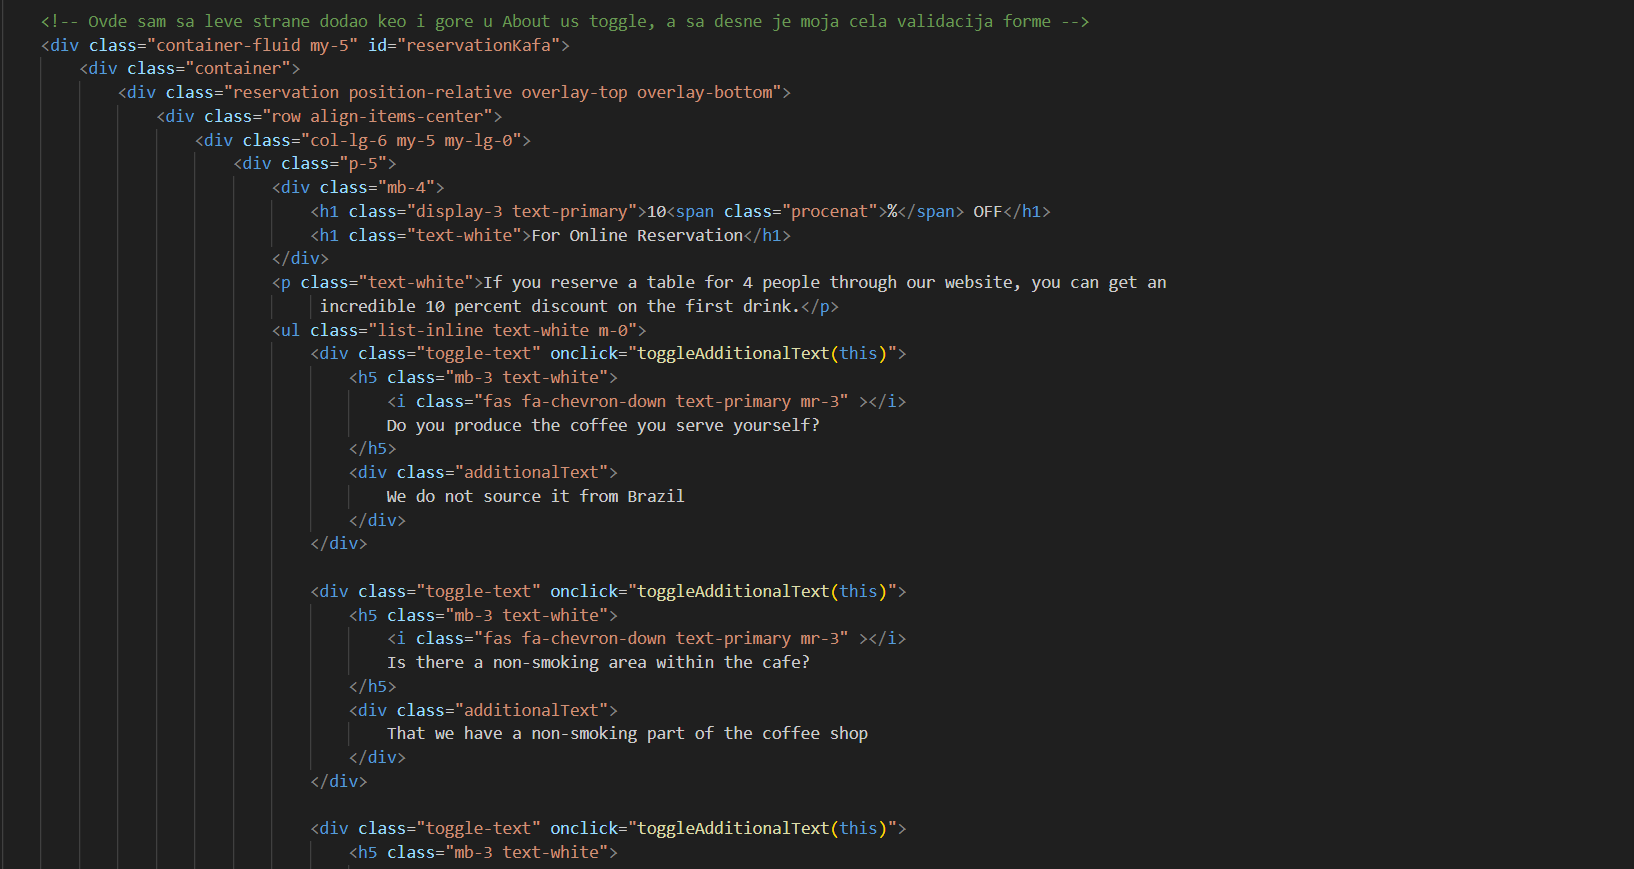 <!-- Ovde sam sa leve strane dodao keo i gore u About us toggle, a sa desne je moja cela validacija forme -->
<div class="container-fluid my-5" id="reservationKafa">
<div class="container">
<div class="reservation position-relative overlay-top overlay-bottom">
<div class="row align-items-center">
<div class="col-lg-6 my-5 my-lg-0">
<div class="p-5">
<div class="mb-4">
<h1 class="display-3 text-primary">10<span class="procenat">%</span> OFF</h1>
<h1 class="text-white">For Online Reservation</h1>
</div>
<p class="text-white">If you reserve a table for 4 people through our website, you can get an
incredible 10 percent discount on the first drink.</p>
<ul class="list-inline text-white m-0">
<div class="toggle-text" onclick="toggleAdditionalText(this)">
<h5 class="mb-3 text-white">
<i class="fas fa-chevron-down text-primary mr-3" ></i>
Do you produce the coffee you serve yourself?
</h5>
<div class="additionalText">
We do not source it from Brazil
</div>
</div>
<div class="toggle-text" onclick="toggleAdditionalText(this)">
<h5 class="mb-3 text-white">
<i class="fas fa-chevron-down text-primary mr-3" ></i>
Is there a non-smoking area within the cafe?
</h5>
<div class="additionalText">
That we have a non-smoking part of the coffee shop
</div>
</div>
<div class="toggle-text" onclick="toggleAdditionalText(this)">
<h5 class="mb-3 text-white">